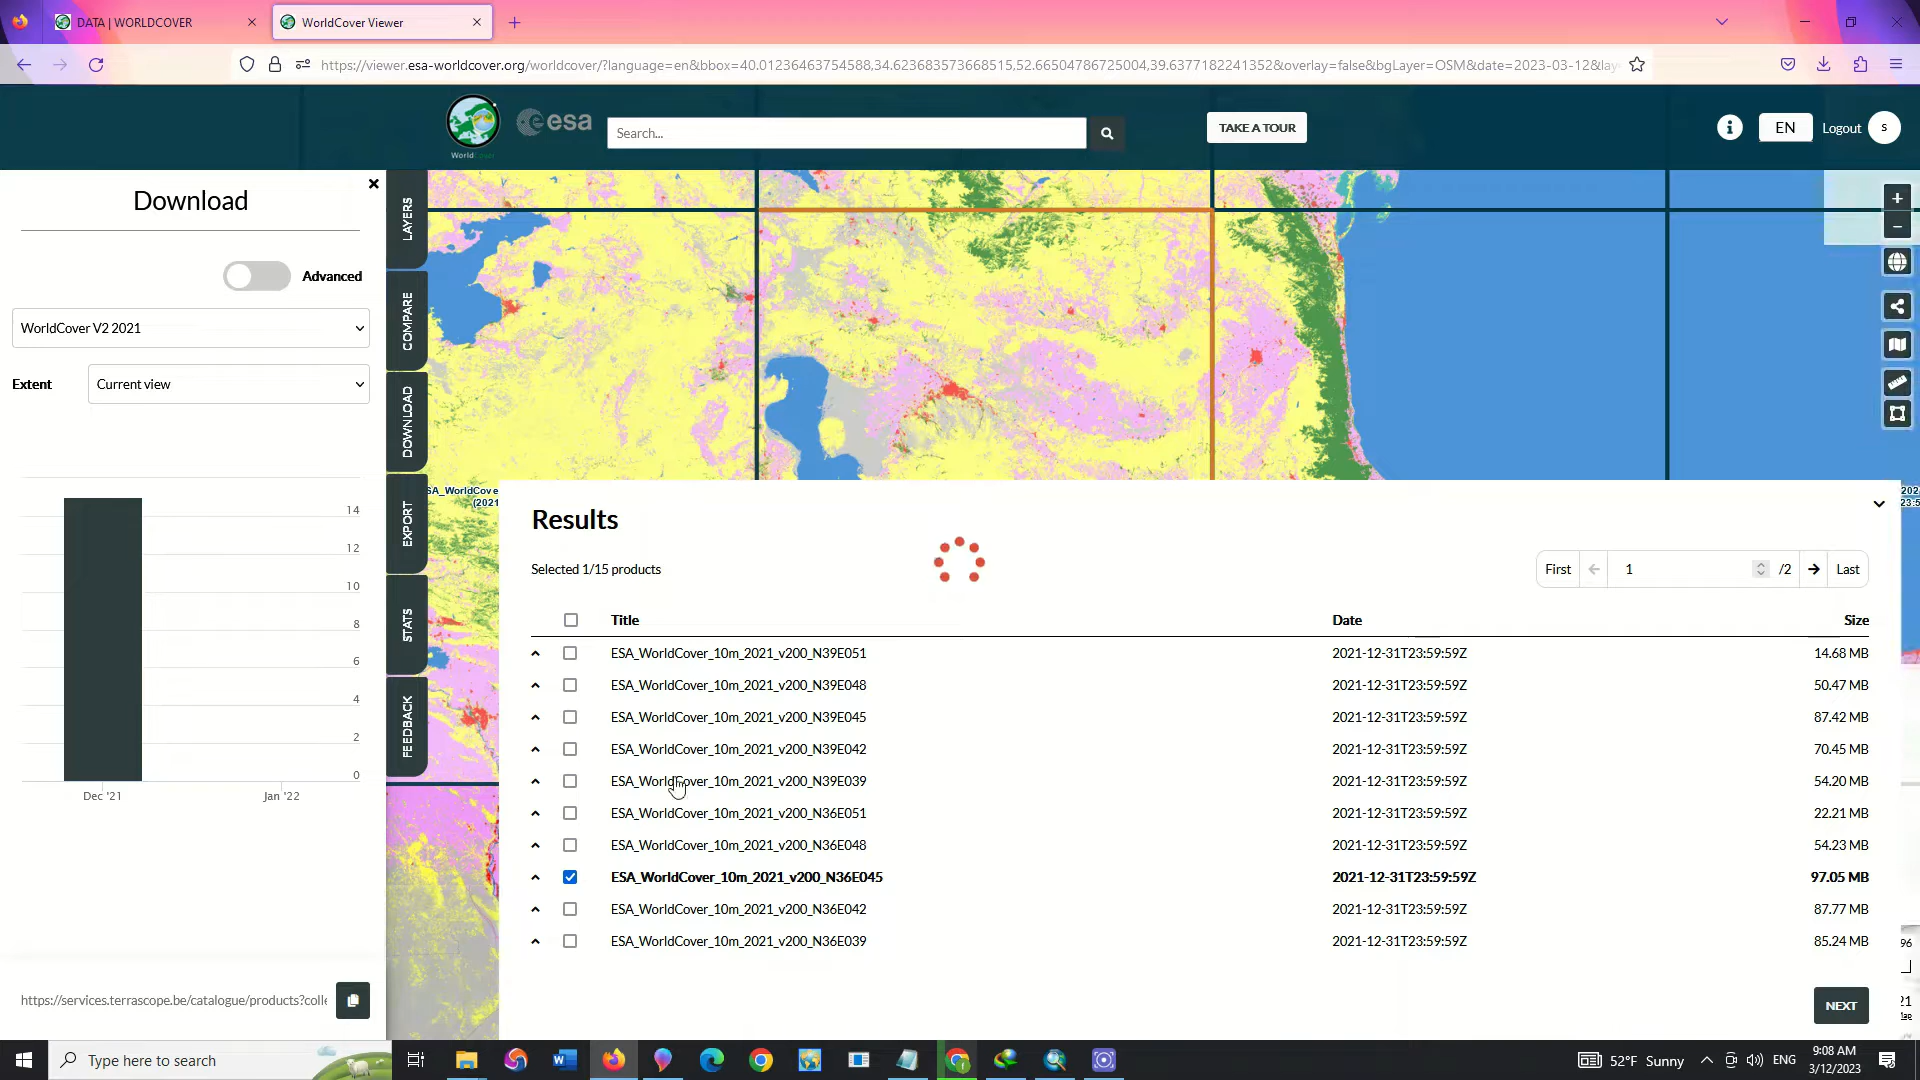 DATA | WORLDCOVER
WorldCover Viewer
https://viewer.esa-worldcover.org/worldcover/?language=en&bbox=40.01236463754588,34.623683573668515,52.66504786725004,39.6377182241352&overlay=false&bgLayer=OSM&date=2023-03-12&lay
WorldCover
esa
Search...
TAKE A TOUR
EN
Logout
S
Download
Advanced
WorldCover V2 2021
Extent
Current view
14
12
10
8
6
4
2
0
Dec '21
Jan '22
https://services.terrascope.be/catalogue/products?colle
LAYERS
COMPARE
DOWNLOAD
EXPORT
STATS
FEEDBACK
SA_WorldCove
(2021
202
23:5
Results
Selected 1/15 products
First
1
/2
Last
Title
Date
Size
ESA_WorldCover_10m_2021_v200_N39E051
2021-12-31T23:59:59Z
14.68 MB
ESA_WorldCover_10m_2021_v200_N39E048
2021-12-31T23:59:59Z
50.47 MB
ESA_WorldCover_10m_2021_v200_N39E045
2021-12-31T23:59:59Z
87.42 MB
ESA_WorldCover_10m_2021_v200_N39E042
2021-12-31T23:59:59Z
70.45 MB
ESA_WorldCover_10m_2021_v200_N39E039
2021-12-31T23:59:59Z
54.20 MB
ESA_WorldCover_10m_2021_v200_N36E051
2021-12-31T23:59:59Z
22.21 MB
ESA_WorldCover_10m_2021_v200_N36E048
2021-12-31T23:59:59Z
54.23 MB
ESA_WorldCover_10m_2021_v200_N36E045
2021-12-31T23:59:59Z
97.05 MB
ESA_WorldCover_10m_2021_v200_N36E042
2021-12-31T23:59:59Z
87.77 MB
ESA_WorldCover_10m_2021_v200_N36E039
2021-12-31T23:59:59Z
85.24 MB
96
21
NEXT
Type here to search
52°F Sunny
ENG
9:08 AM
3/12/2023